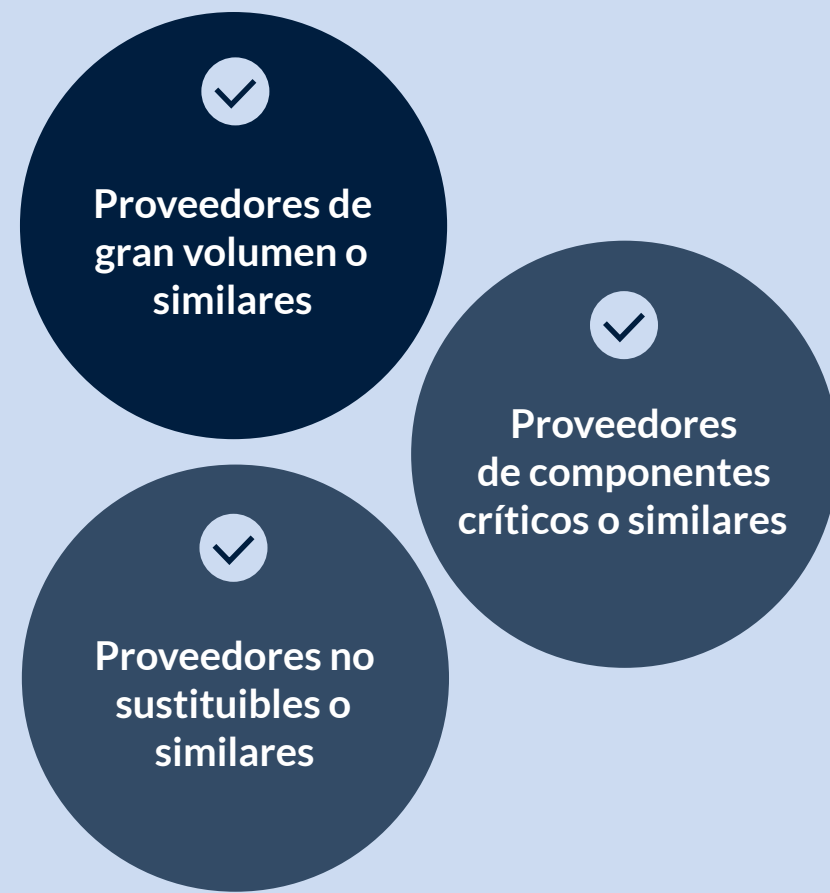 Proveedores de
gran volumen o
similares
Proveedores
de componentes
críticos o similares
Proveedores no
sustituibles o
similares